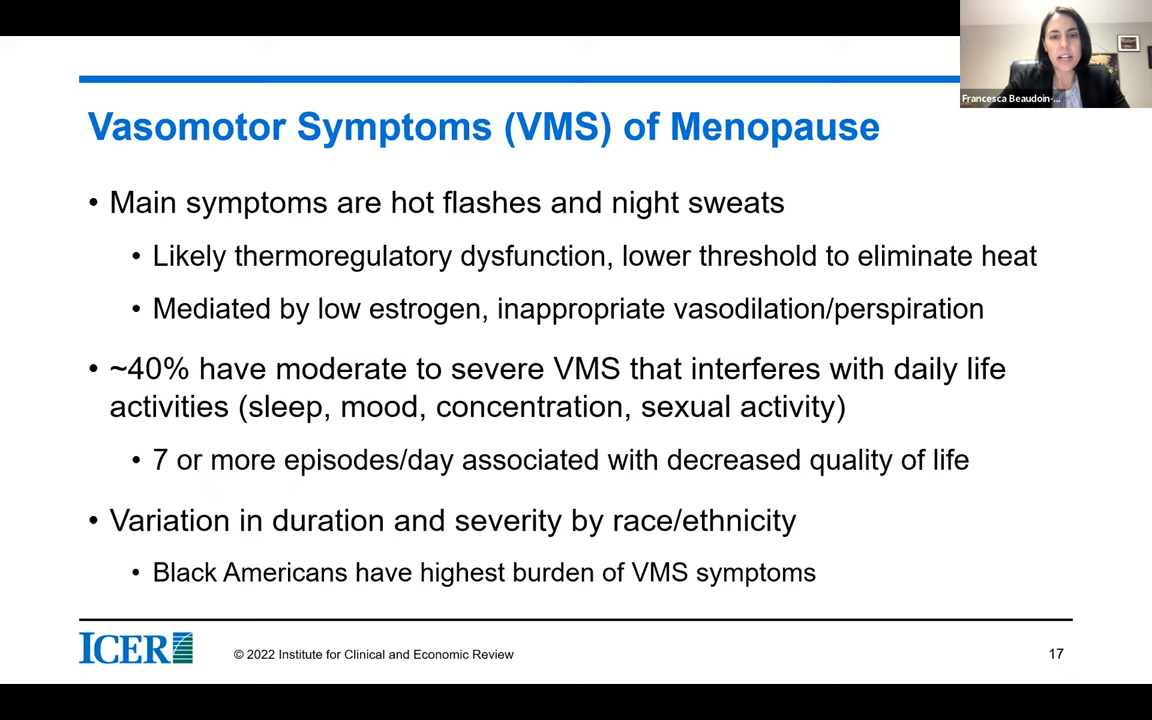 Francesca Beaudoin-...
Vasomotor Symptoms (VMS) of Menopause
• Main symptoms are hot flashes and night sweats
• Likely thermoregulatory dysfunction, lower threshold to eliminate heat
• Mediated by low estrogen, inappropriate vasodilation/perspiration
• ~40% have moderate to severe VMS that interferes with daily life
activities (sleep, mood, concentration, sexual activity)
• 7 or more episodes/day associated with decreased quality of life
• Variation in duration and severity by race/ethnicity
• Black Americans have highest burden of VMS symptoms
ICER
© 2022 Institute for Clinical and Economic Review
17